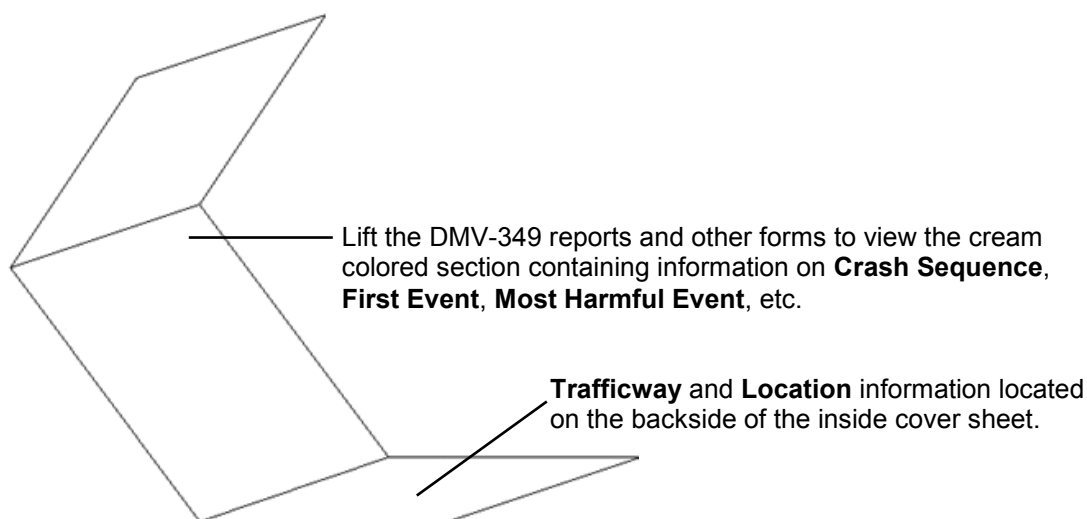 Lift the DMV-349 reports and other forms to view the cream
colored section containing information on Crash Sequence,
First Event, Most Harmful Event, etc.
Trafficway and Location information located
on the backside of the inside cover sheet.